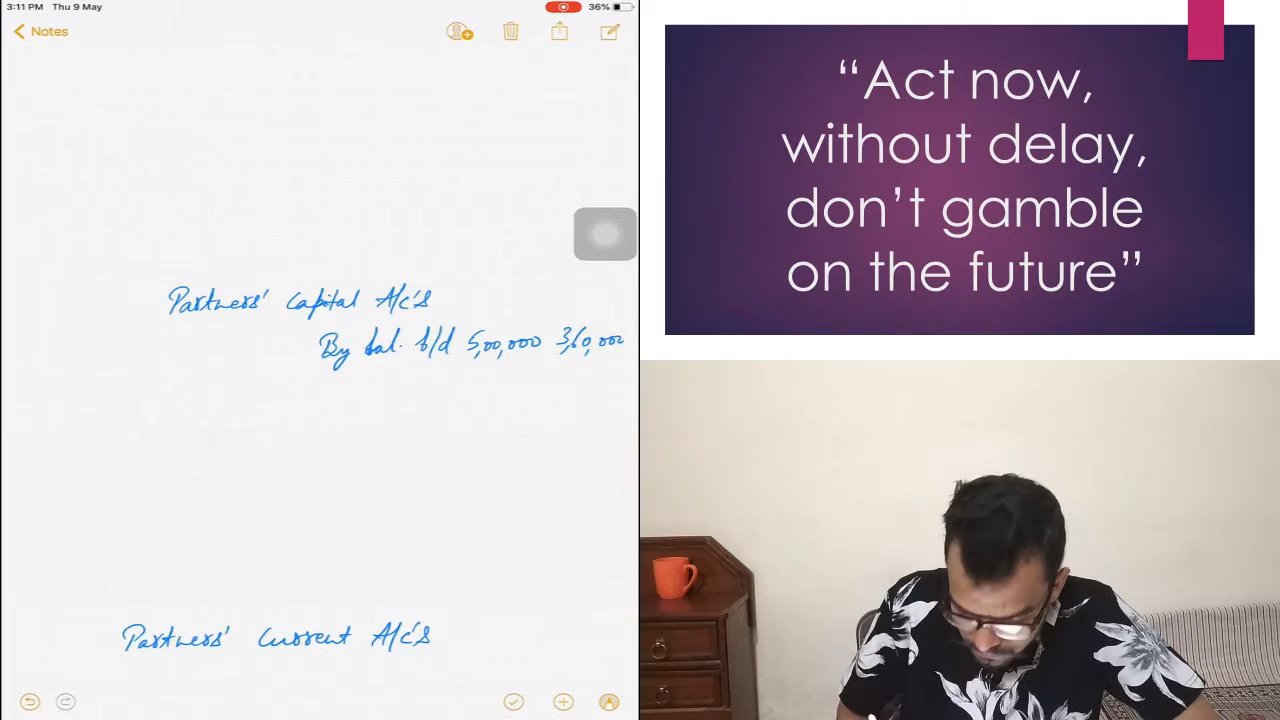 3:11 PM Thu 9 May
36%
Notes
Partners' Capital A/c's
By bal. b/d 5,00,000 3,60,000
Partners' Current A/c's
“Act now,
without delay,
don’t gamble
on the future”